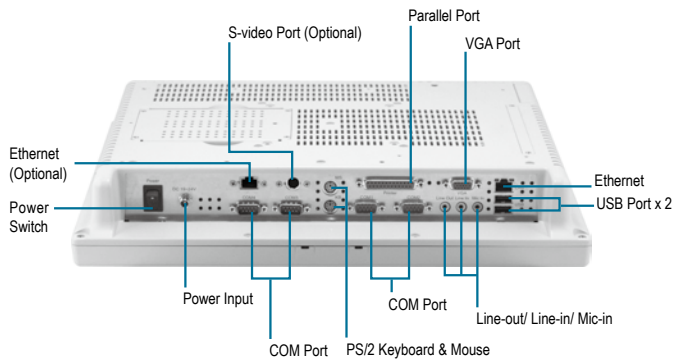 Parallel Port
S-video Port (Optional)
VGA Port
Ethernet
(Optional)
Ethernet
Power
Switch
USB Port x 2
Power Input
COM Port
Line-out/ Line-in/ Mic-in
COM Port
PS/2 Keyboard & Mouse